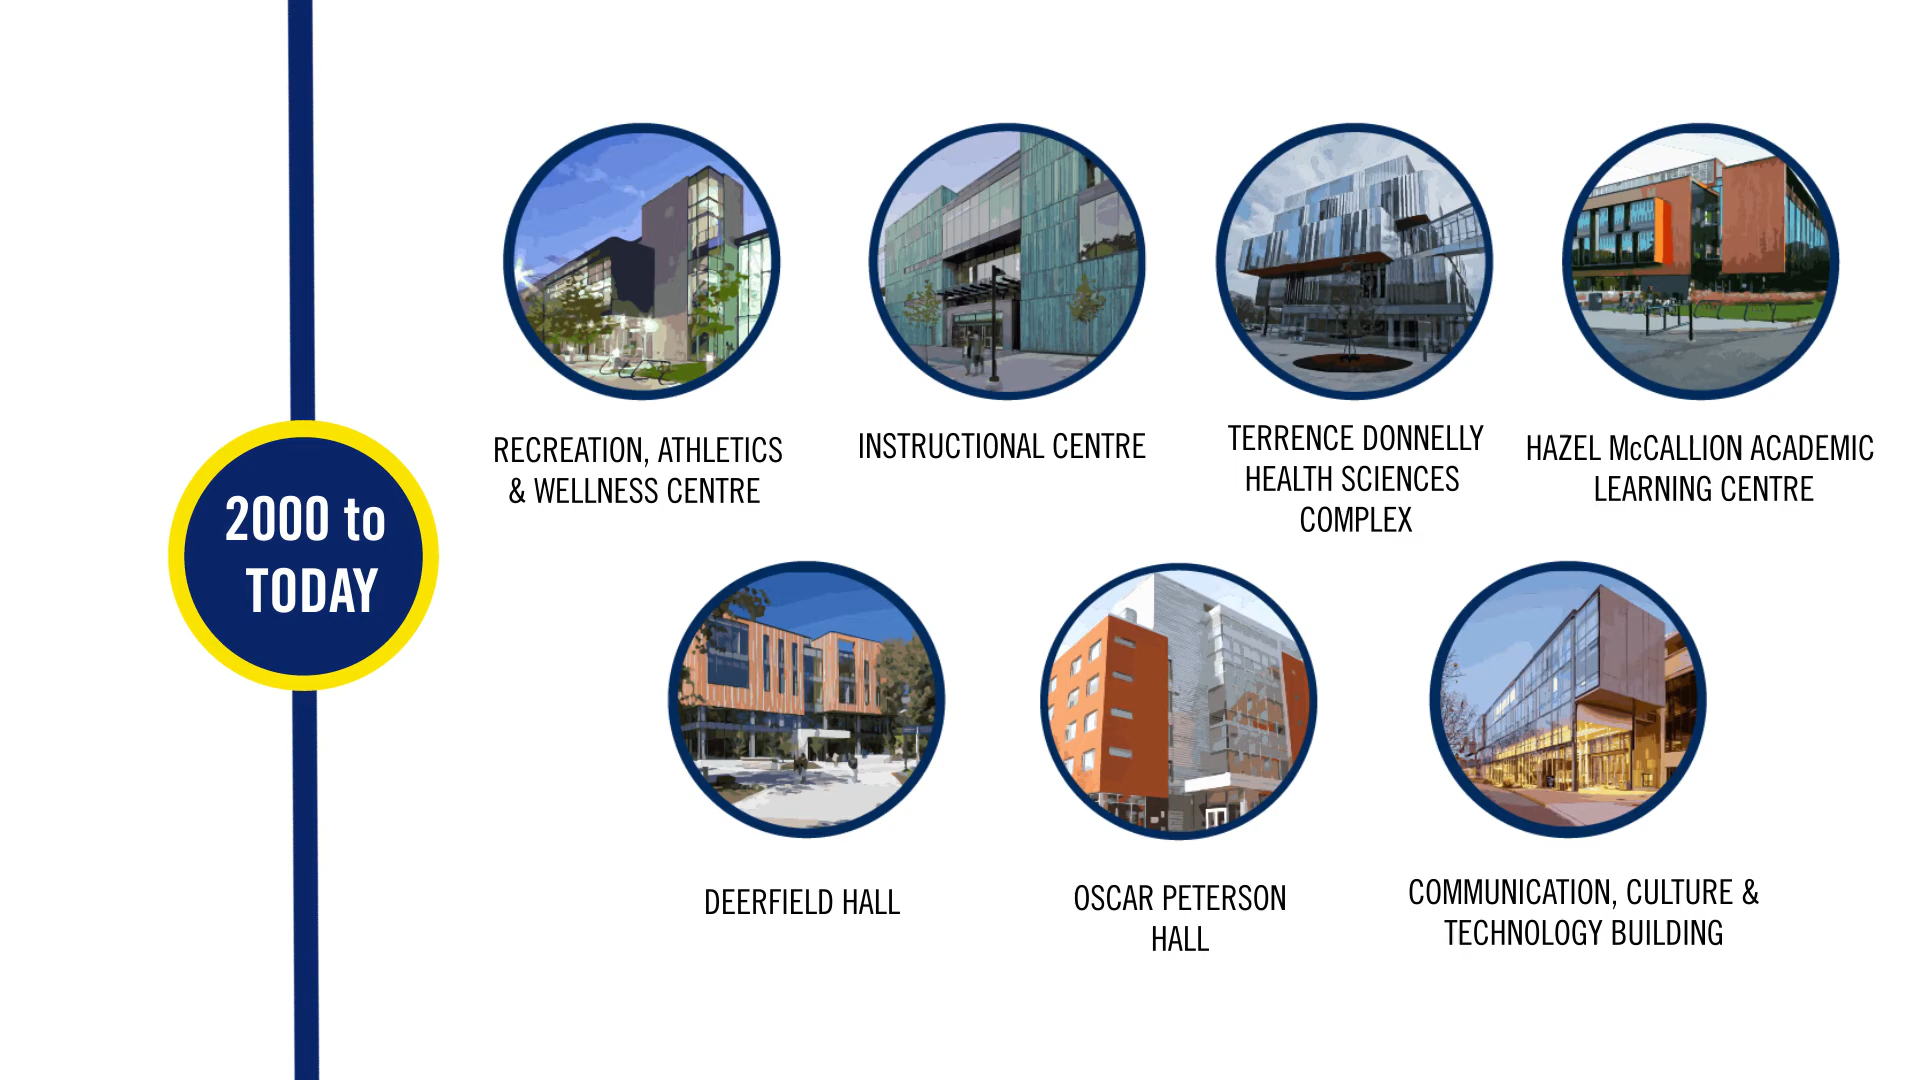 2000 to
TODAY
RECREATION, ATHLETICS
& WELLNESS CENTRE
INSTRUCTIONAL CENTRE
TERRENCE DONNELLY
HEALTH SCIENCES
COMPLEX
HAZEL McCALLION ACADEMIC
LEARNING CENTRE
DEERFIELD HALL
OSCAR PETERSON
HALL
COMMUNICATION, CULTURE &
TECHNOLOGY BUILDING